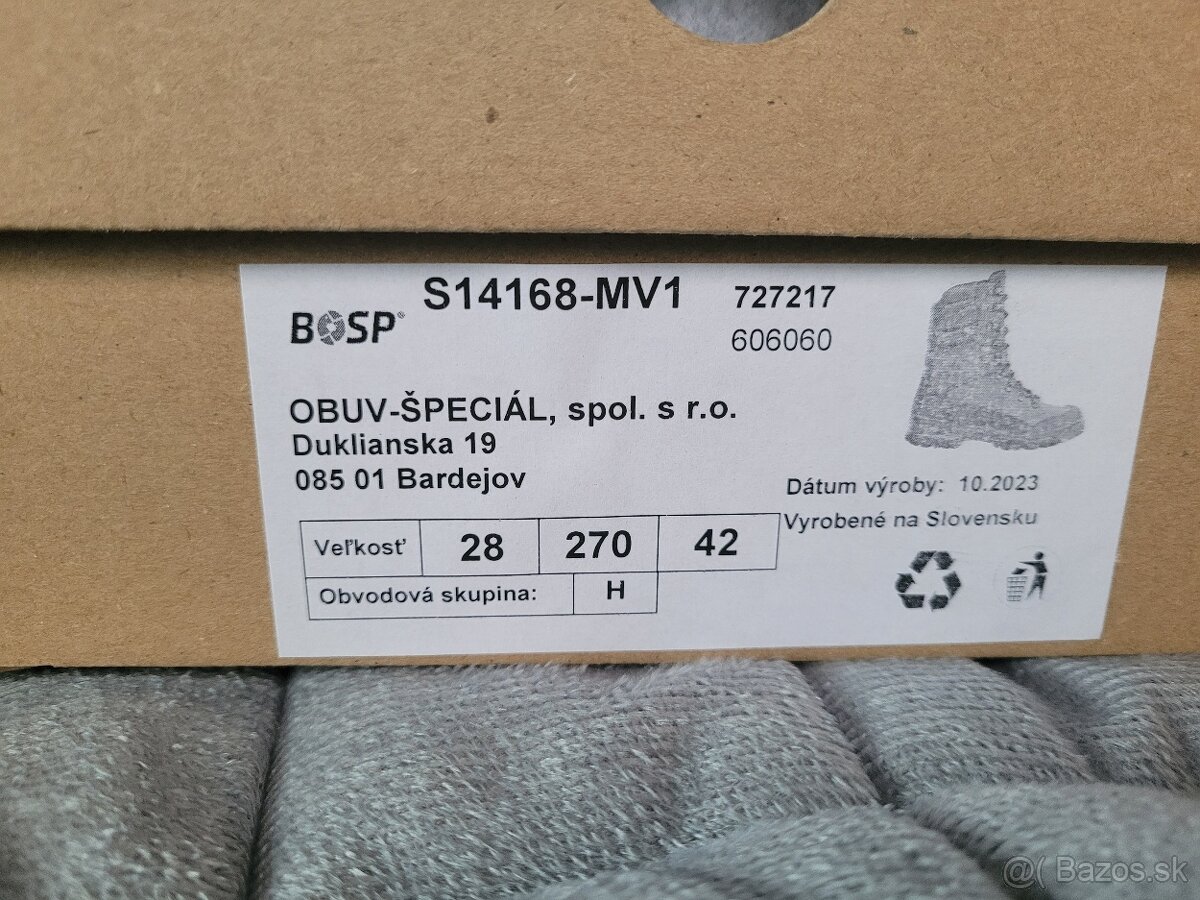 S14168-MV1 727217
BOSP®
606060
OBUV-ŠPECIÁL, spol. s r.o.
Duklianska 19
085 01 Bardejov
Dátum výroby: 10.2023
Vyrobené na Slovensku
Veľkosť 28 270 42
Obvodová skupina: H
@( Bazos.sk